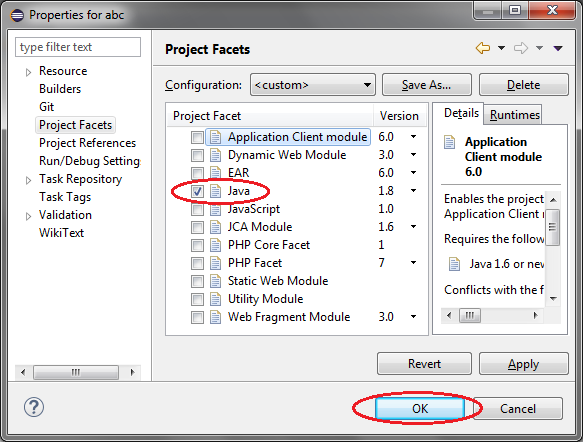 Properties for abc
type filter text
Resource
Builders
Git
Project Facets
Project References
Run/Debug Settings
Task Repository
Task Tags
Validation
WikiText
Project Facets
Configuration: <custom> Save As... Delete
Project Facet Version
Application Client module 6.0
Dynamic Web Module 3.0
EAR 6.0
Java 1.8
JavaScript 1.0
JCA Module 1.6
PHP Core Facet 1
PHP Facet 7
Static Web Module
Utility Module
Web Fragment Module 3.0
Details Runtimes
Application
Client module
6.0
Enables the project
Application Client r
Requires the follow
Java 1.6 or new
Conflicts with the f
Revert Apply
OK Cancel